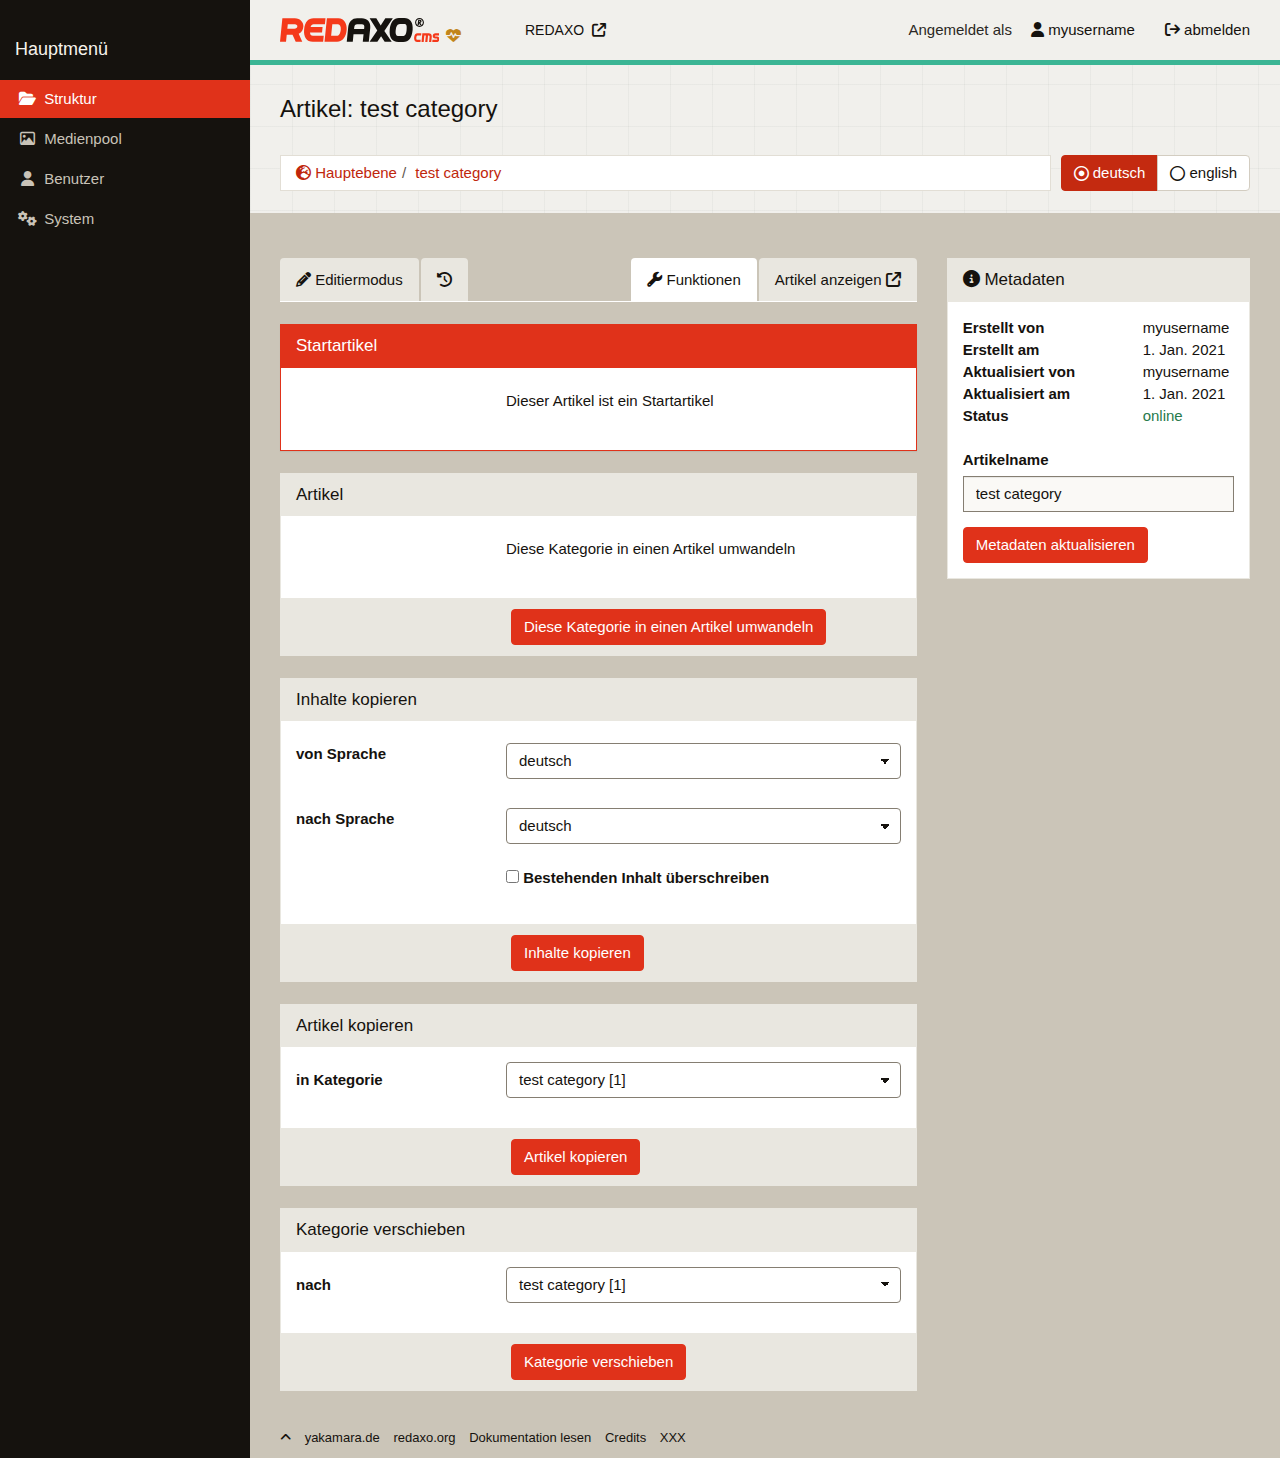 Hauptmenü
Struktur
Medienpool
Benutzer
System
REDAXO® cms
REDAXO
Angemeldet als myusername abmelden
Artikel: test category
Hauptebene / test category
deutsch english
Editiermodus
Funktionen Artikel anzeigen
Startartikel
Dieser Artikel ist ein Startartikel
Artikel
Diese Kategorie in einen Artikel umwandeln
Diese Kategorie in einen Artikel umwandeln
Inhalte kopieren
von Sprache deutsch
nach Sprache deutsch
Bestehenden Inhalt überschreiben
Inhalte kopieren
Artikel kopieren
in Kategorie test category [1]
Artikel kopieren
Kategorie verschieben
nach test category [1]
Kategorie verschieben
Metadaten
Erstellt von myusername
Erstellt am 1. Jan. 2021
Aktualisiert von myusername
Aktualisiert am 1. Jan. 2021
Status online
Artikelname
test category
Metadaten aktualisieren
yakamara.de redaxo.org Dokumentation lesen Credits XXX